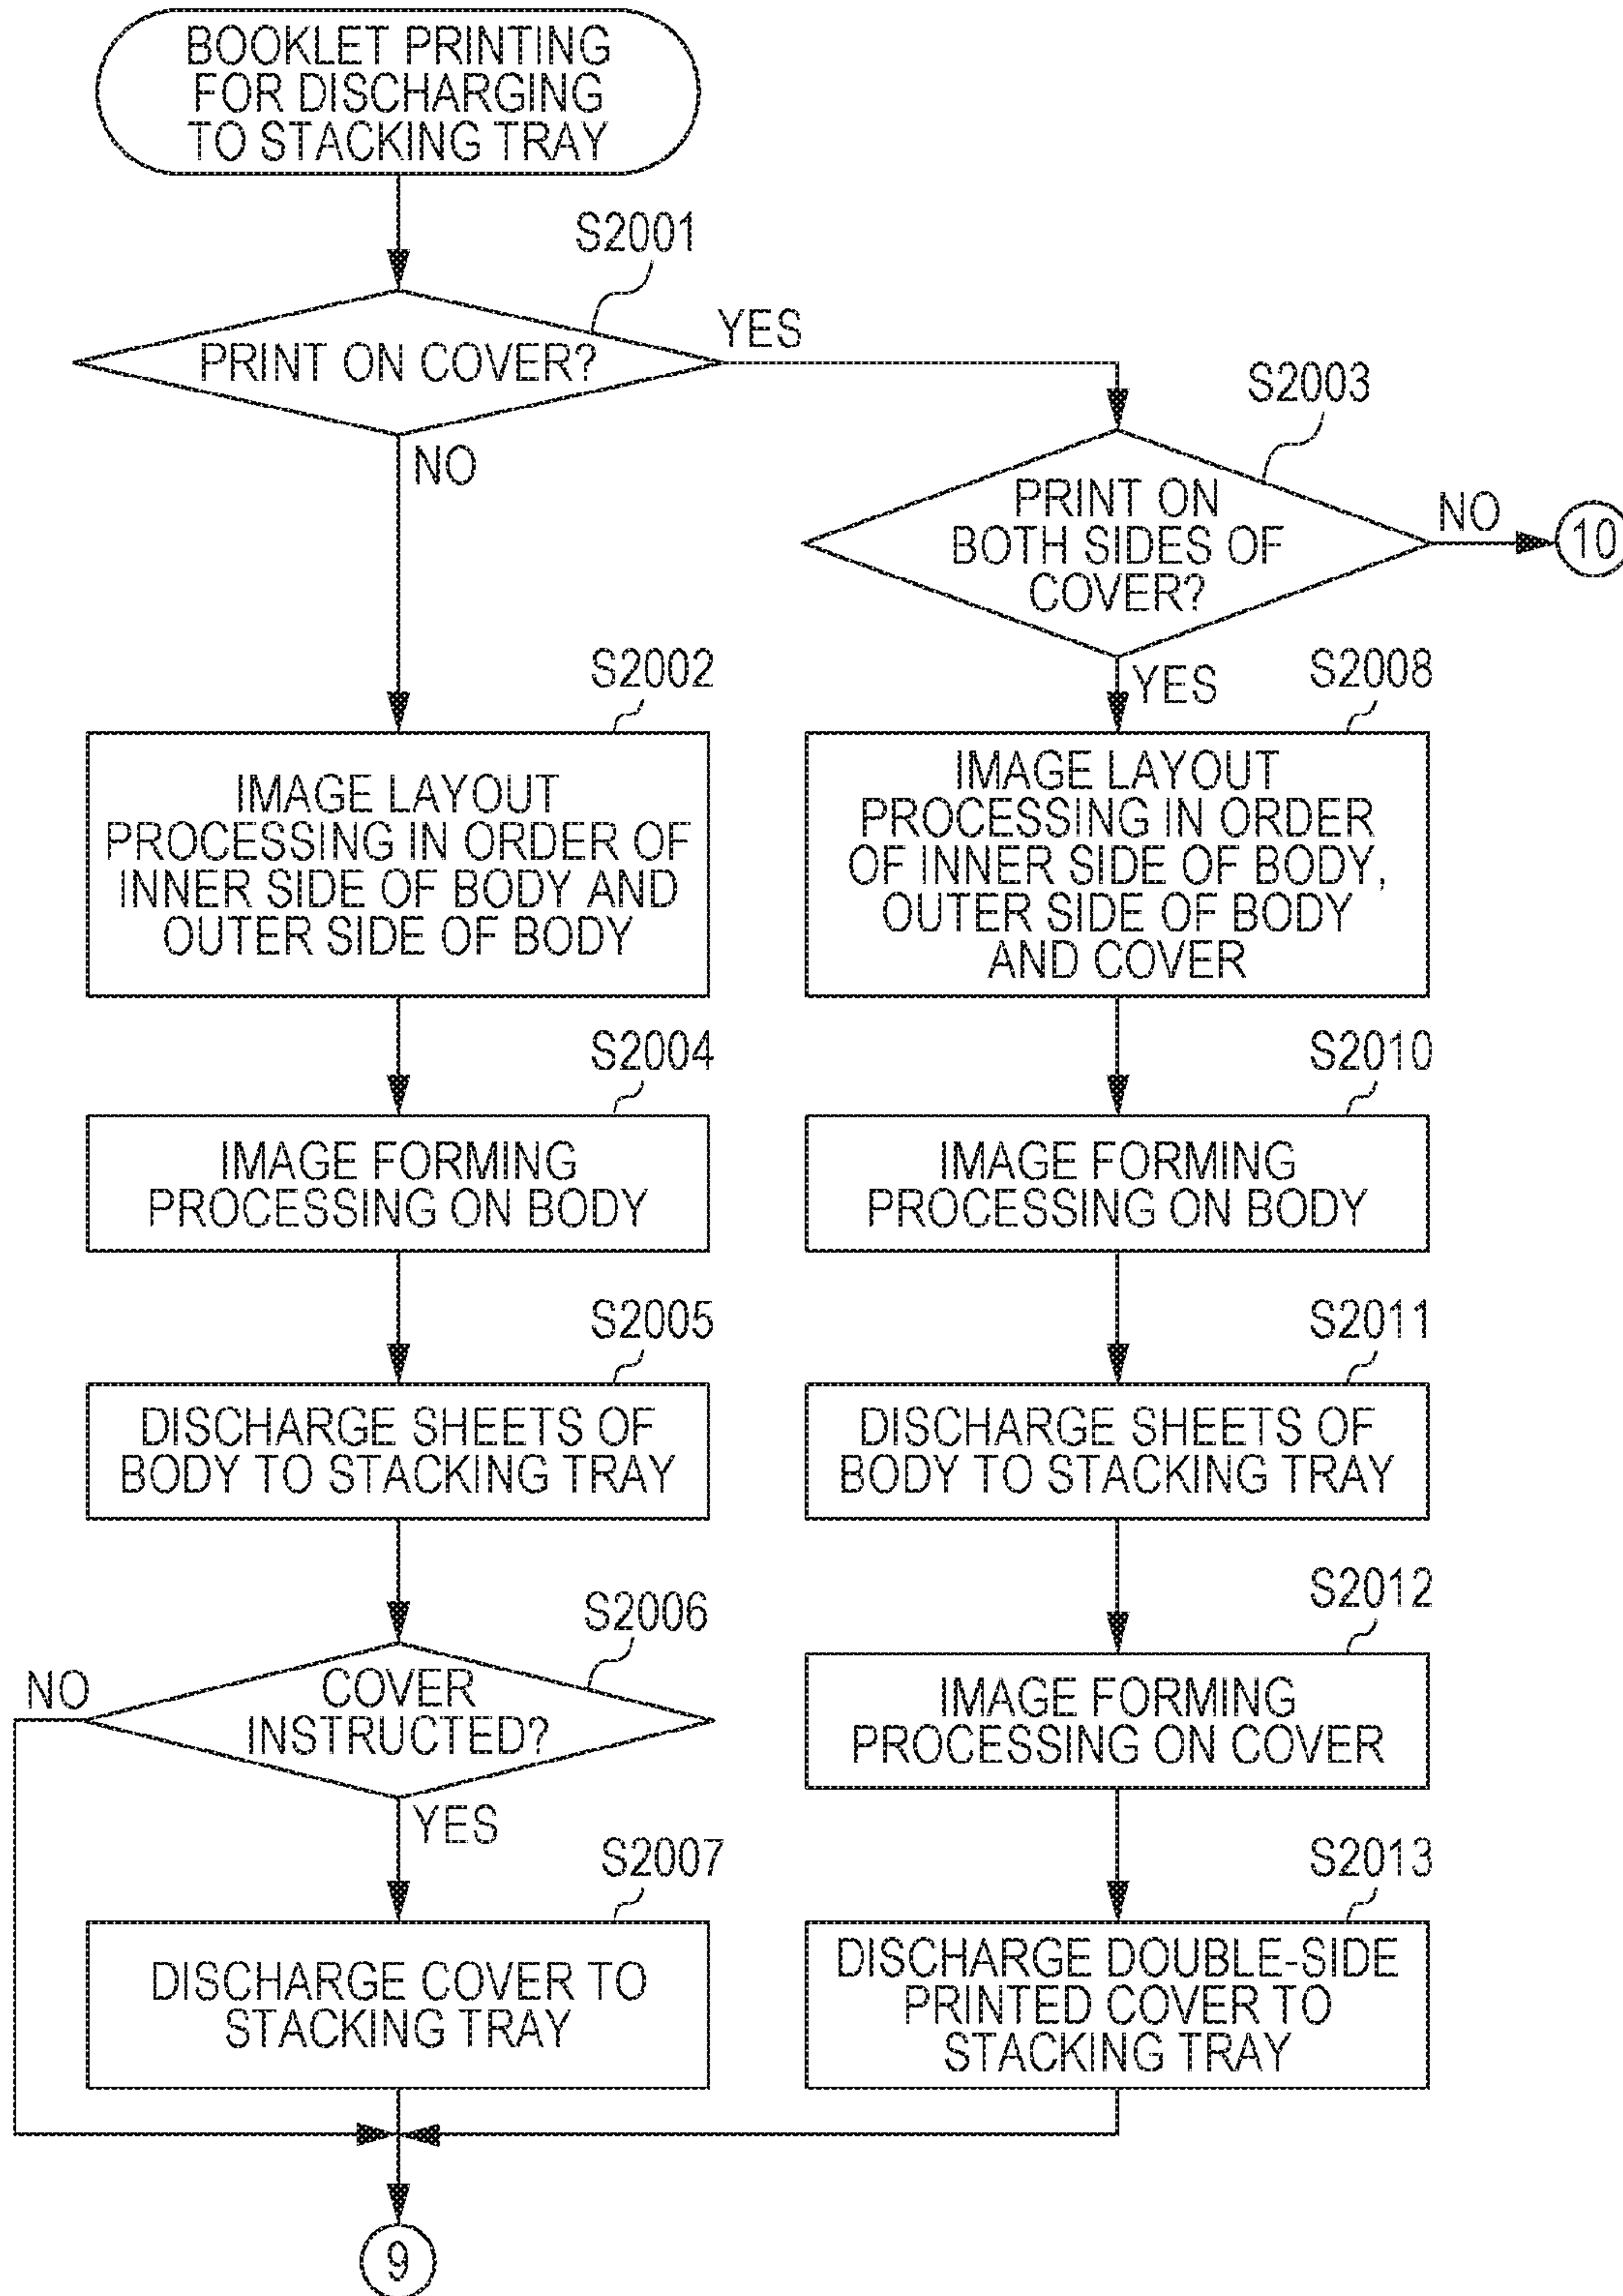 BOOKLET PRINTING
FOR DISCHARGING
TO STACKING TRAY
S2001
PRINT ON COVER?
YES
NO
S2003
PRINT ON
BOTH SIDES OF
COVER?
NO
10
YES
S2002
IMAGE LAYOUT
PROCESSING IN ORDER OF
INNER SIDE OF BODY AND
OUTER SIDE OF BODY
S2008
IMAGE LAYOUT
PROCESSING IN ORDER
OF INNER SIDE OF BODY,
OUTER SIDE OF BODY
AND COVER
S2004
IMAGE FORMING
PROCESSING ON BODY
S2010
IMAGE FORMING
PROCESSING ON BODY
S2005
DISCHARGE SHEETS OF
BODY TO STACKING TRAY
S2011
DISCHARGE SHEETS OF
BODY TO STACKING TRAY
S2006
COVER
INSTRUCTED?
NO
YES
S2012
IMAGE FORMING
PROCESSING ON COVER
S2007
DISCHARGE COVER TO
STACKING TRAY
S2013
DISCHARGE DOUBLE-SIDE
PRINTED COVER TO
STACKING TRAY
9